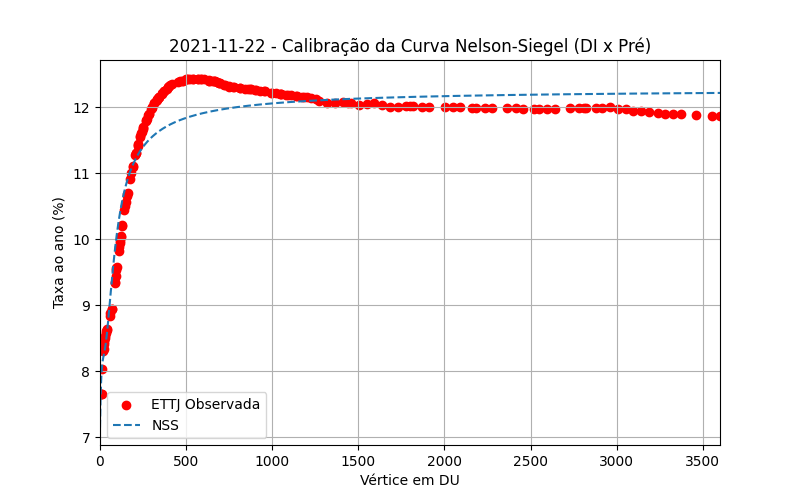 2021-11-22 - Calibração da Curva Nelson-Siegel (DI x Pré)
Taxa ao ano (%)
12
11
10
9
8
7
ETTJ Observada
NSS
0 500 1000 1500 2000 2500 3000 3500
Vértice em DU